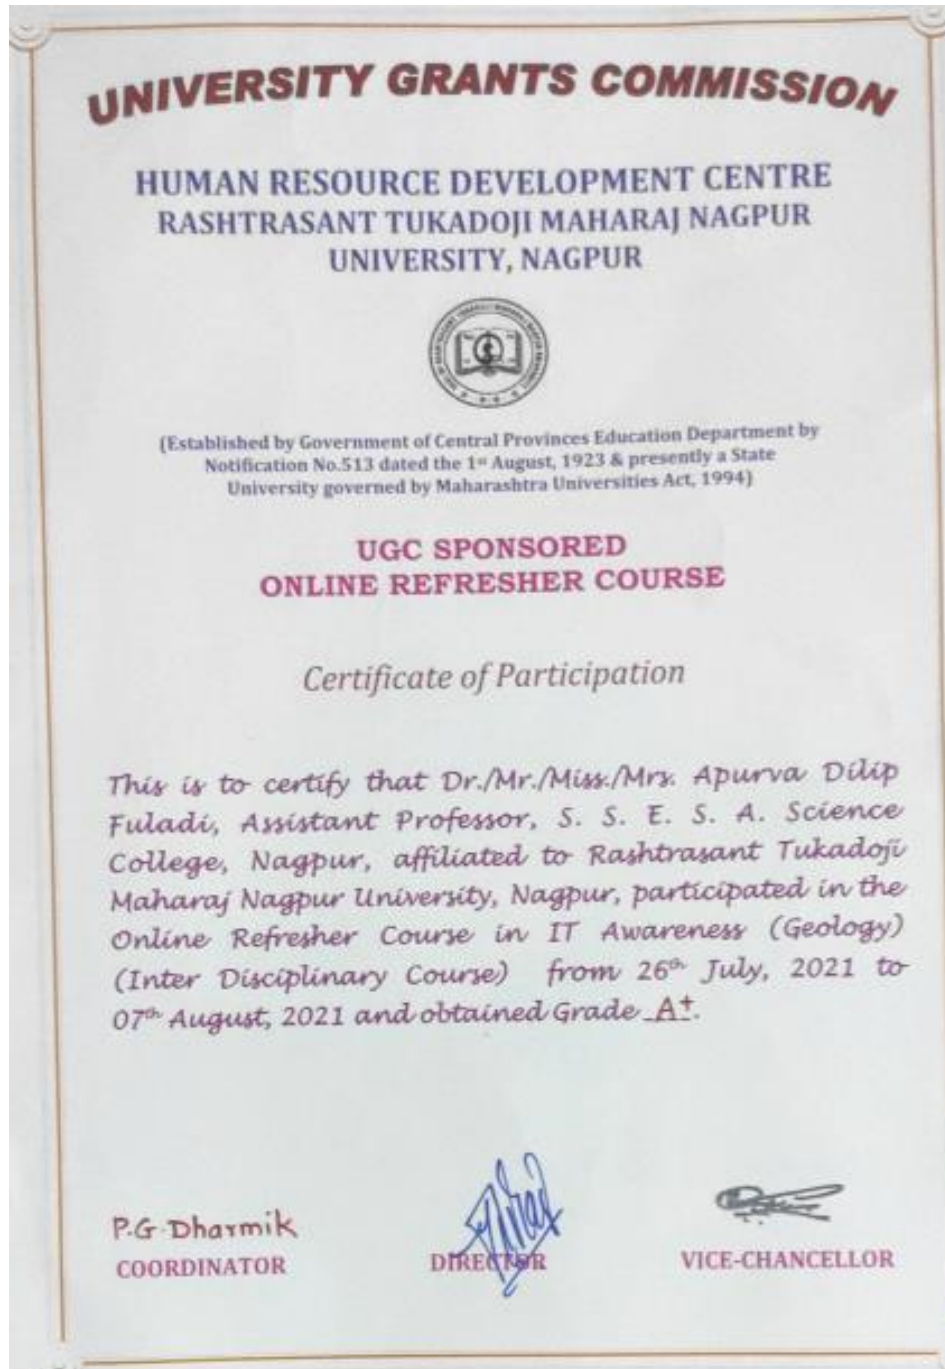 UNIVERSITY GRANTS COMMISSION
HUMAN RESOURCE DEVELOPMENT CENTRE
RASHTRASANT TUKADOJI MAHARAJ NAGPUR
UNIVERSITY, NAGPUR
(Established by Government of Central Provinces Education Department by
Notification No.513 dated the 1st August, 1923 & presently a State
University governed by Maharashtra Universities Act, 1994)
UGC SPONSORED
ONLINE REFRESHER COURSE
Certificate of Participation
This is to certify that Dr./Mr./Miss./Mrs. Apurva Dilip
Fuladi, Assistant Professor, S. S. E. S. A. Science
College, Nagpur, affiliated to Rashtrasant Tukadoji
Maharaj Nagpur University, Nagpur, participated in the
Online Refresher Course in IT Awareness (Geology)
(Inter Disciplinary Course) from 26th July, 2021 to
07th August, 2021 and obtained Grade A+.
P.G. Dharmik
COORDINATOR
DIRECTOR
VICE-CHANCELLOR